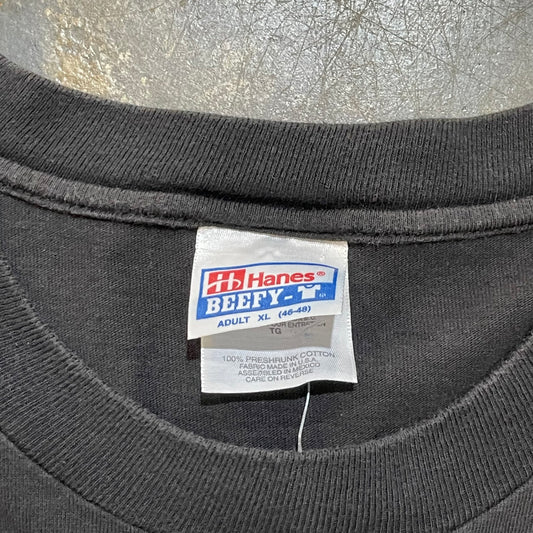 Hanes®
BEEFY-T
ADULT XL (46-48)
TG
100% PRESHRUNK COTTON
FABRIC MADE IN U.S.A.
ASSEMBLED IN MEXICO
CARE ON REVERSE